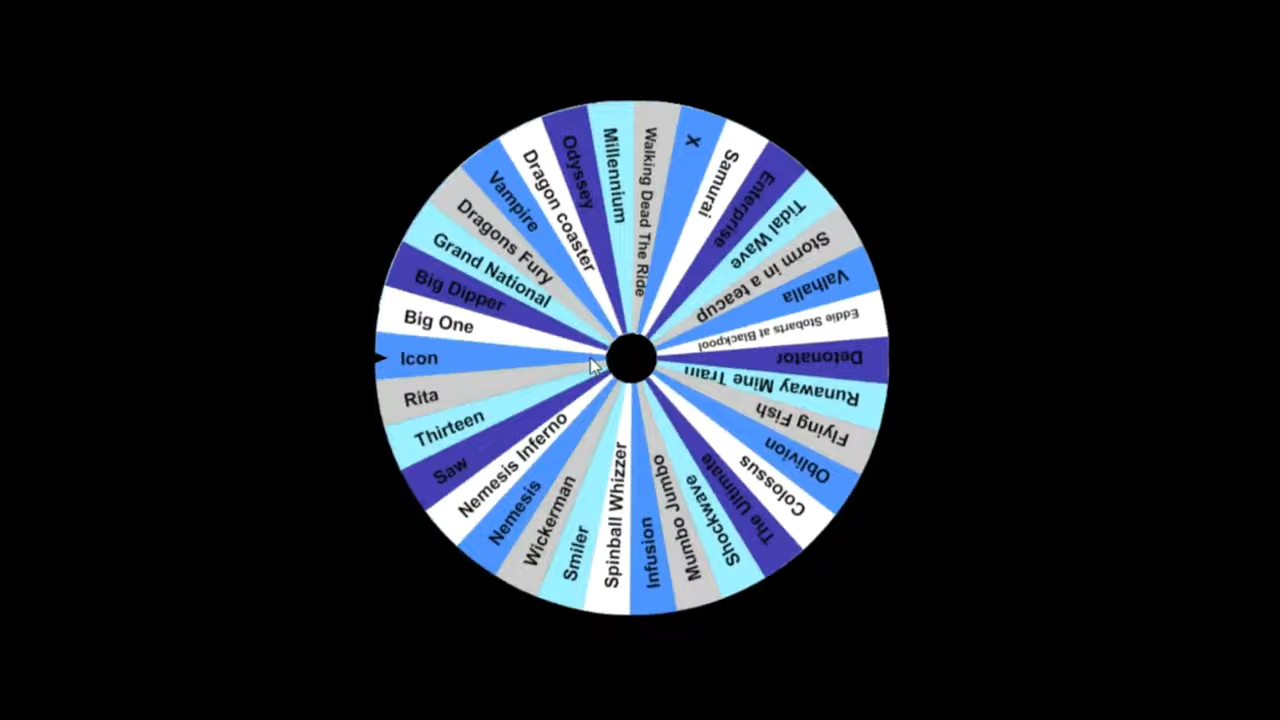 Icon
Big One
Big Dipper
Grand National
Dragons Fury
Vampire
Dragon coaster
Odyssey
Millennium
Walking Dead The Ride
X
Samurai
Enterprise
Tidal Wave
Storm in a teacup
Valhalla
Eddie Stobarts at Blackpool
Detonator
Runaway Mine Train
Flying Fish
Oblivion
Colossus
The Ultimate
Shockwave
Mumbo Jumbo
Infusion
Spinball Whizzer
Smiler
Wickerman
Nemesis
Nemesis Inferno
Saw
Thirteen
Rita